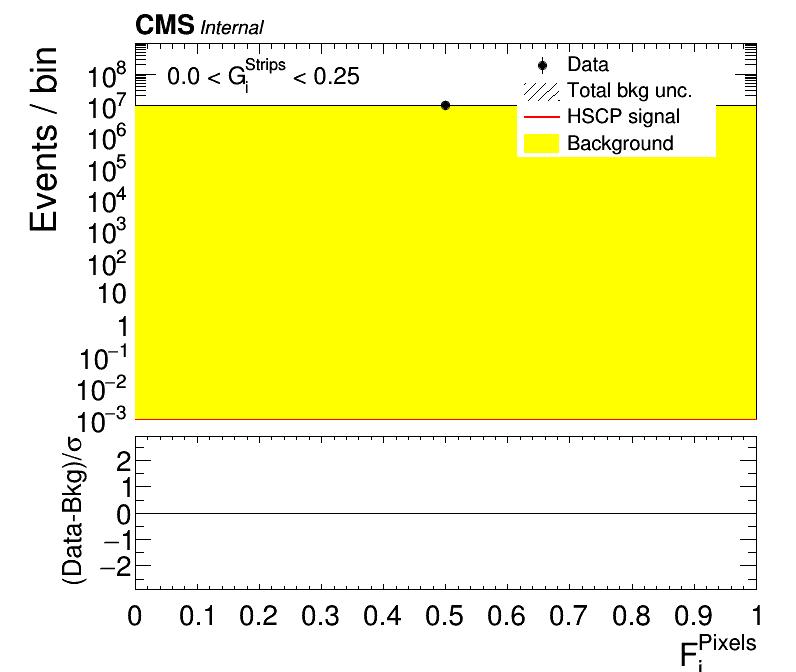 CMS Internal
0.0 < G_i^Strips < 0.25
Data
Total bkg unc.
HSCP signal
Background
Events / bin
10^8
10^7
10^6
10^5
10^4
10^3
10^2
10
1
10^−1
10^−2
10^−3
(Data-Bkg)/σ
2
1
0
−1
−2
0 0.1 0.2 0.3 0.4 0.5 0.6 0.7 0.8 0.9 1
F_i^Pixels